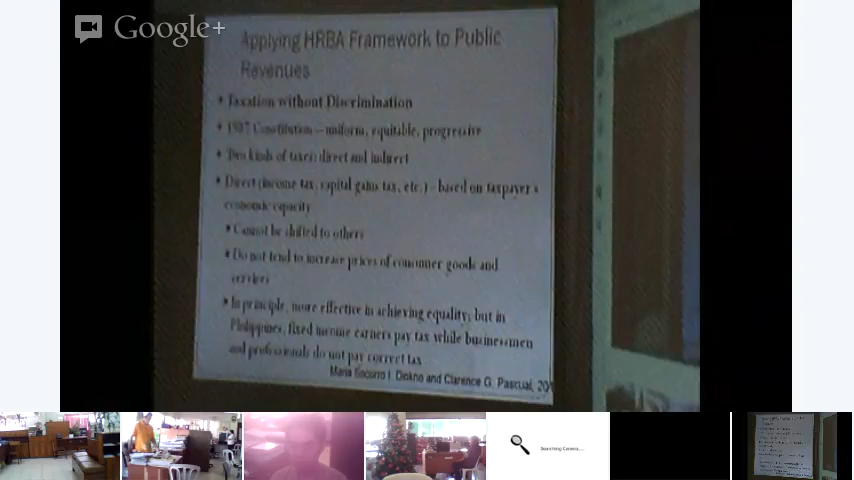 Google+
Applying HRBA Framework to Public
Revenues
• Taxation without Discrimination
• 1987 Constitution – uniform, equitable, progressive
• Two kinds of taxes: direct and indirect
• Direct (income tax, capital gains tax, etc.) – based on taxpayer's
economic capacity
• Cannot be shifted to others
• Do not tend to increase prices of consumer goods and
services
• In principle, more effective in achieving equality; but in
Philippines, fixed income earners pay tax while businessmen
and professionals do not pay correct tax
Maria Socorro I. Diokno and Clarence G. Pascual, 20
Searching Camera...